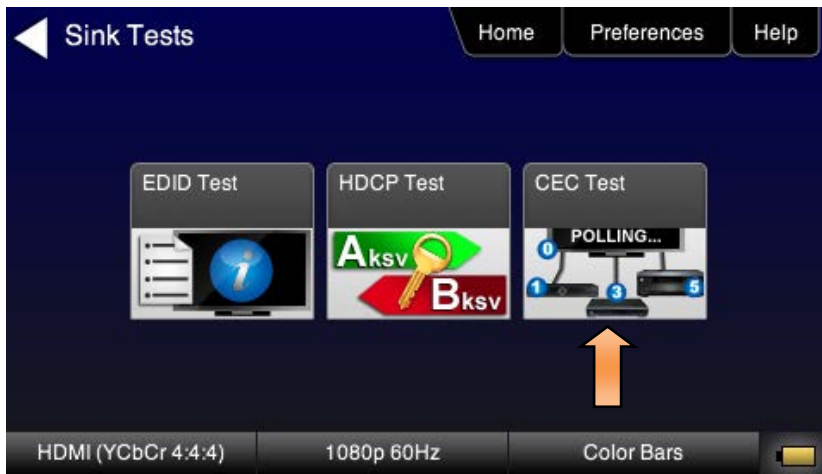 Sink Tests
Home
Preferences
Help
EDID Test
HDCP Test
CEC Test
i
Aksv
Bksv
POLLING...
0
1
3
5
HDMI (YCbCr 4:4:4)
1080p 60Hz
Color Bars